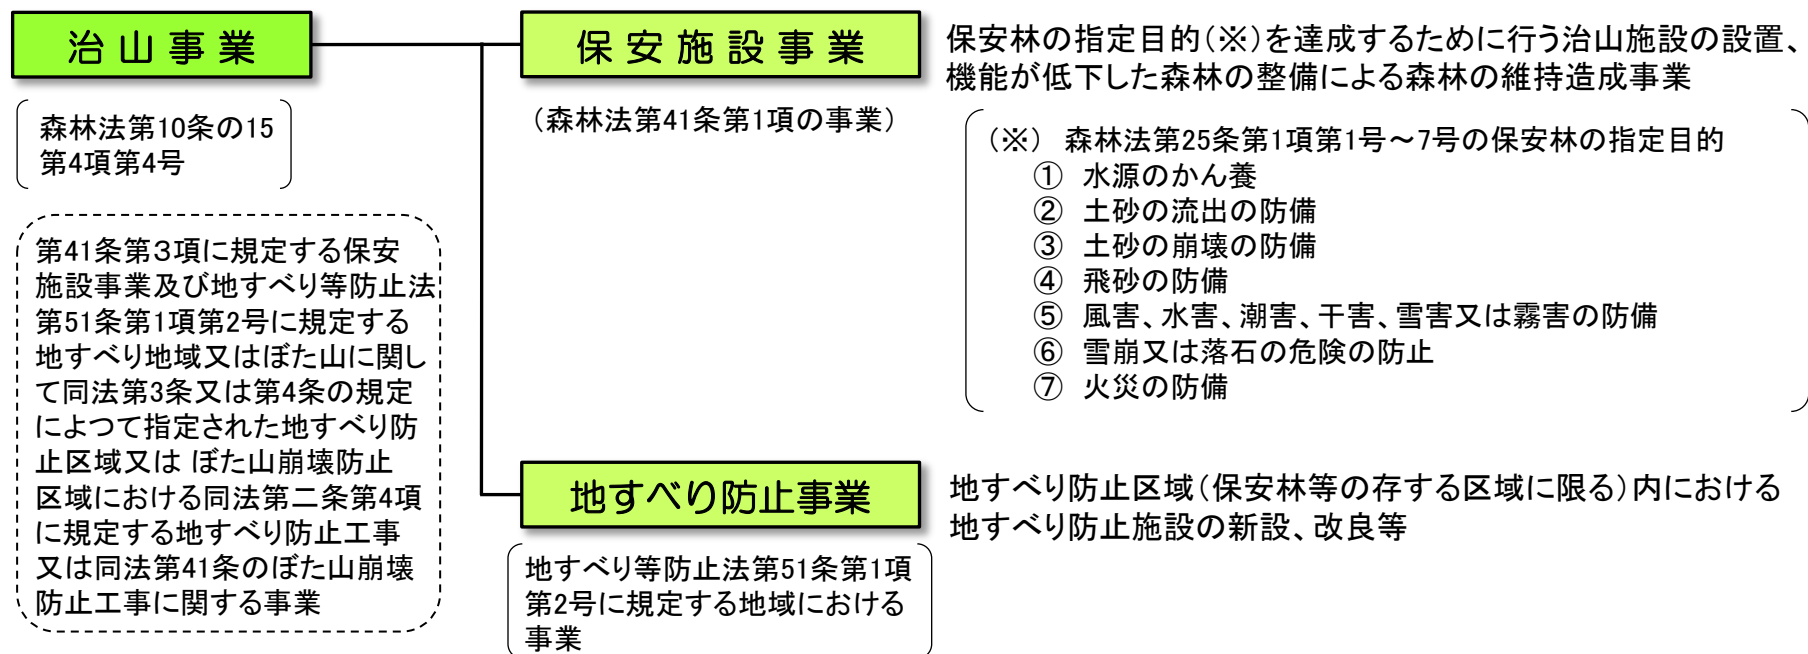 治山事業
森林法第10条の15
第4項第4号
第41条第3項に規定する保安
施設事業及び地すべり等防止法
第51条第1項第2号に規定する
地すべり地域又はぼた山に関し
て同法第3条又は第4条の規定
によつて指定された地すべり防
止区域又は ぼた山崩壊防止
区域における同法第二条第4項
に規定する地すべり防止工事
又は同法第41条のぼた山崩壊
防止工事に関する事業
保安施設事業
(森林法第41条第1項の事業)
保安林の指定目的(※)を達成するために行う治山施設の設置、
機能が低下した森林の整備による森林の維持造成事業
(※) 森林法第25条第1項第1号~7号の保安林の指定目的
① 水源のかん養
② 土砂の流出の防備
③ 土砂の崩壊の防備
④ 飛砂の防備
⑤ 風害、水害、潮害、干害、雪害又は霧害の防備
⑥ 雪崩又は落石の危険の防止
⑦ 火災の防備
地すべり防止事業
地すべり等防止法第51条第1項
第2号に規定する地域における
事業
地すべり防止区域(保安林等の存する区域に限る)内における
地すべり防止施設の新設、改良等